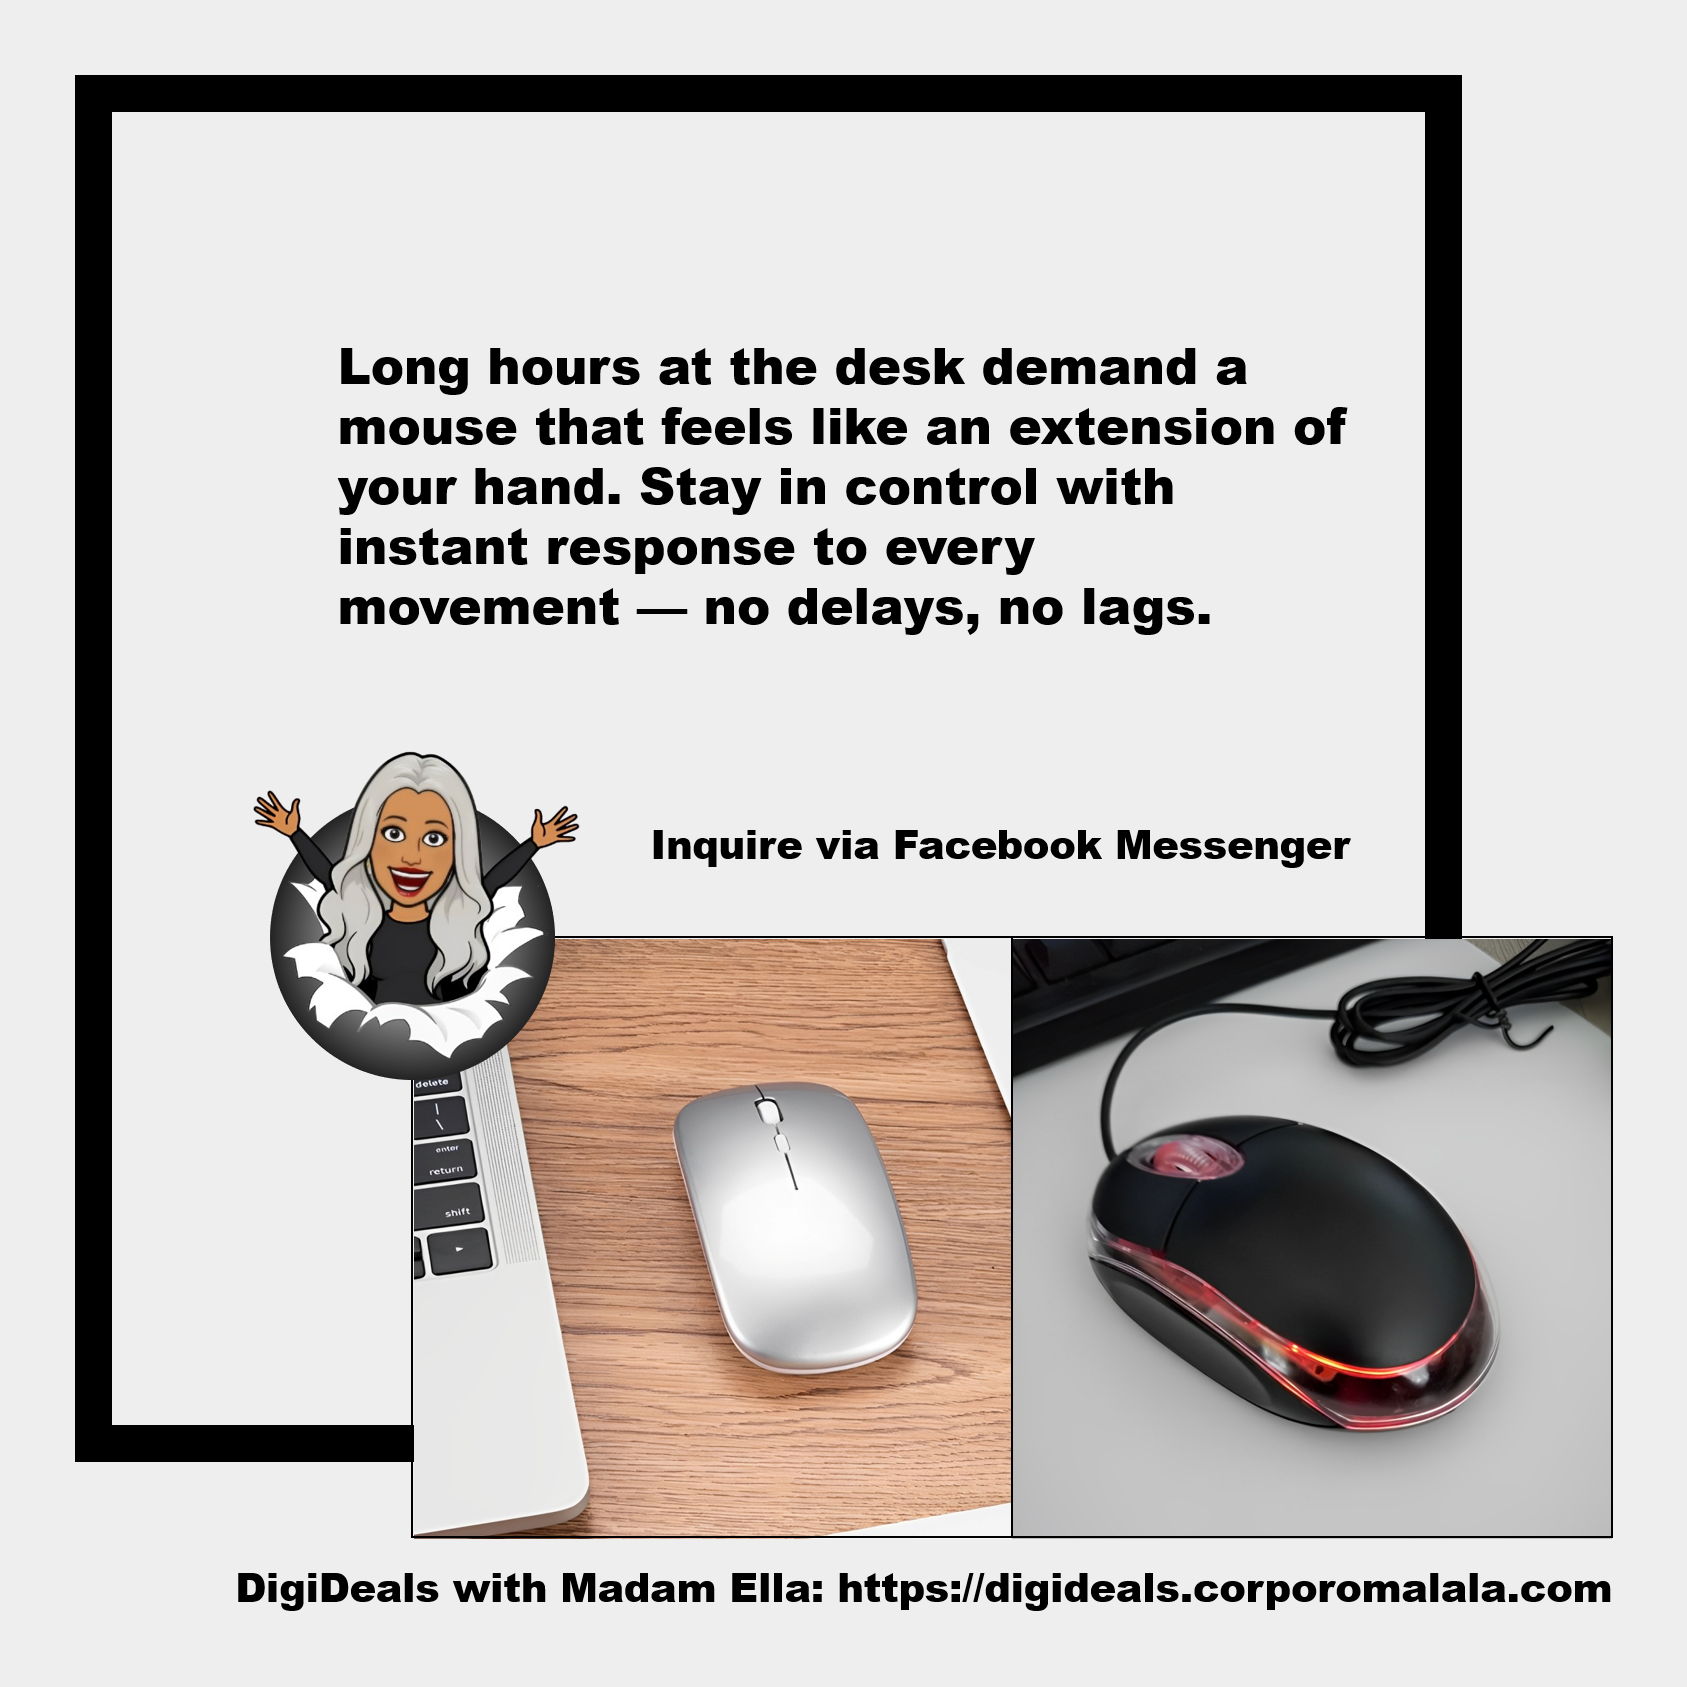 Long hours at the desk demand a
mouse that feels like an extension of
your hand. Stay in control with
instant response to every
movement — no delays, no lags.
Inquire via Facebook Messenger
delete
|
\
enter
return
shift
DigiDeals with Madam Ella: https://digideals.corporomalala.com